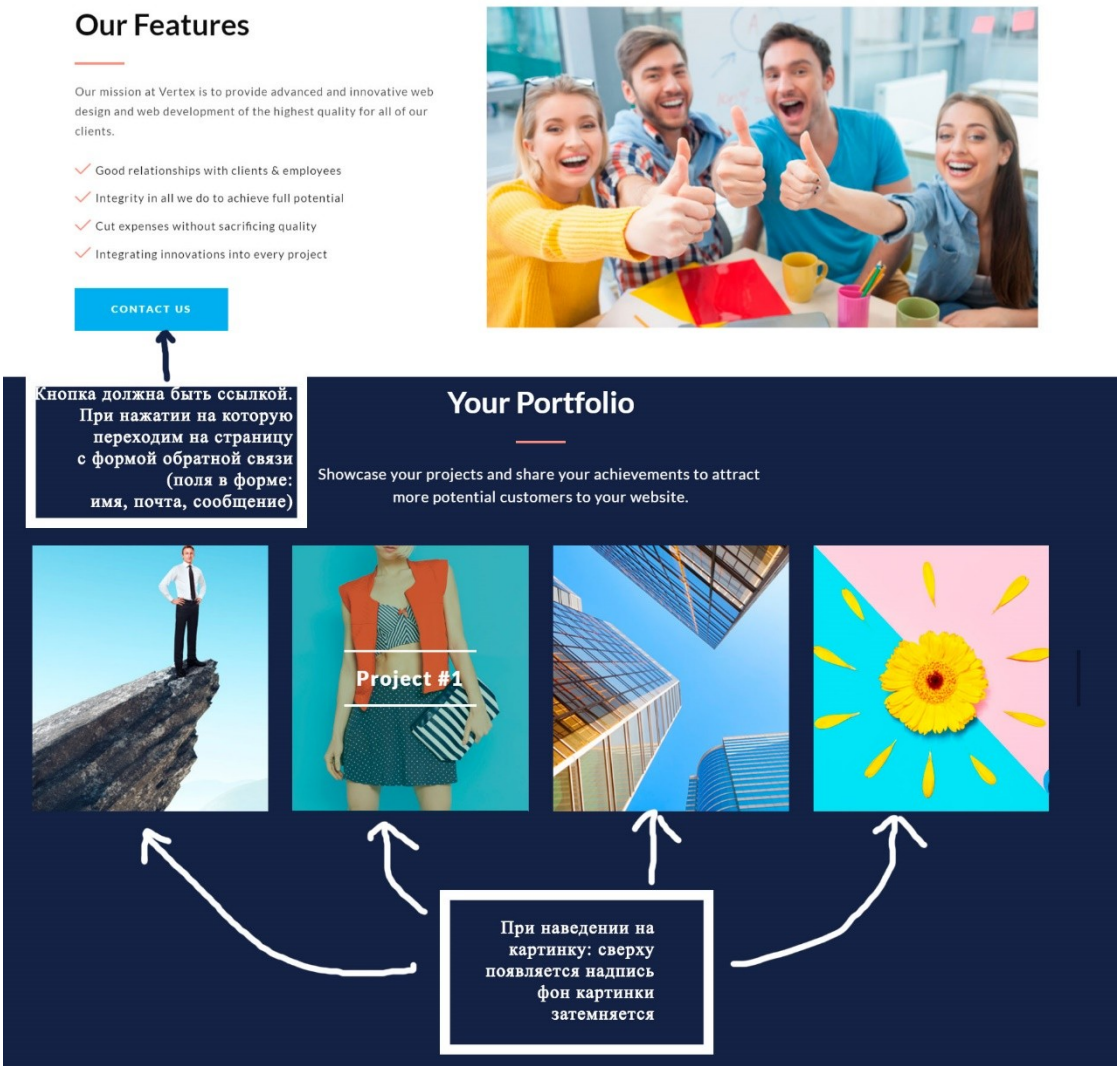 Our Features
Our mission at Vertex is to provide advanced and innovative web
design and web development of the highest quality for all of our
clients.
Good relationships with clients & employees
Integrity in all we do to achieve full potential
Cut expenses without sacrificing quality
Integrating innovations into every project
CONTACT US
Кнопка должна быть ссылкой.
При нажатии на которую
переходим на страницу
с формой обратной связи
(поля в форме:
имя, почта, сообщение)
Your Portfolio
Showcase your projects and share your achievements to attract
more potential customers to your website.
Project #1
При наведении на
картинку: сверху
появляется надпись
фон картинки
затемняется